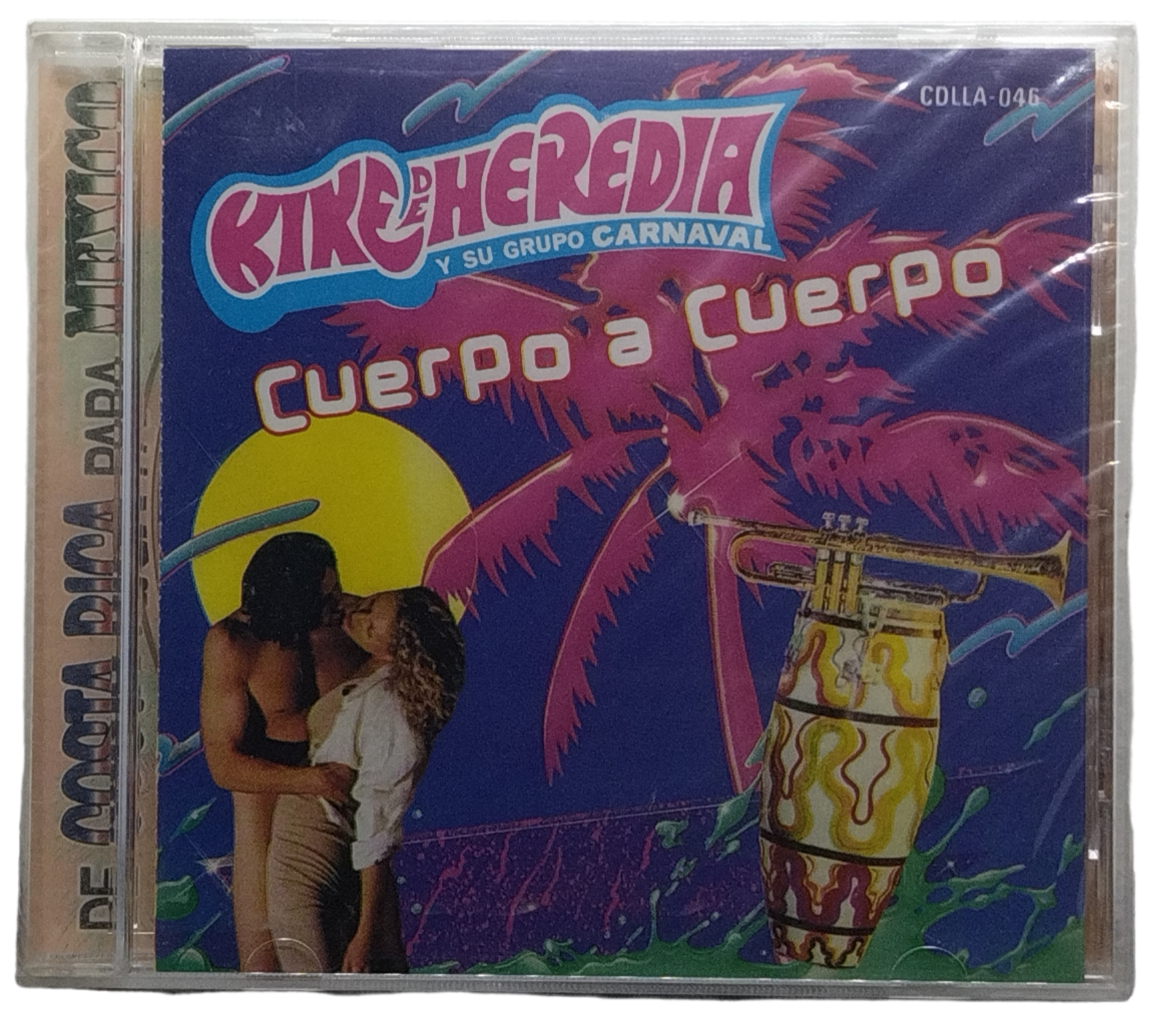 CDLLA-046
KIKE DE HEREDIA
Y SU GRUPO CARNAVAL
Cuerpo a Cuerpo
DE COSTA RICA PARA MEXICO